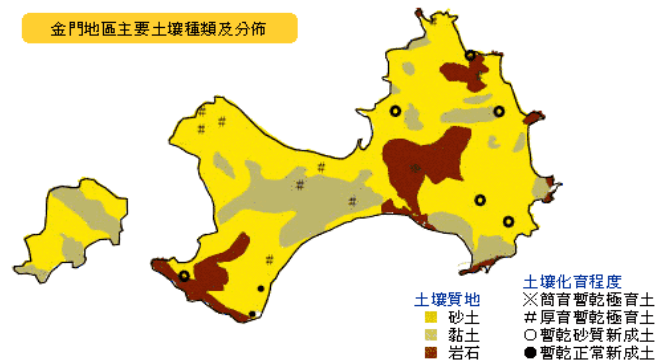 金門地區主要土壤種類及分佈
土壤質地
砂土
黏土
岩石
土壤化育程度
※簡育暫乾極育土
#厚育暫乾極育土
○暫乾砂質新成土
●暫乾正常新成土